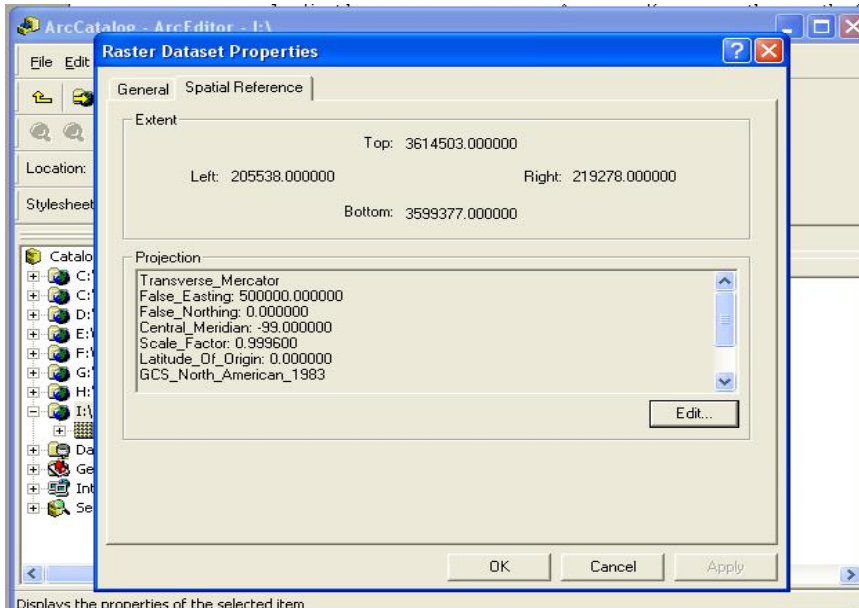 ArcCatalog - ArcEditor - I:\
Raster Dataset Properties
File Edit
General Spatial Reference
Extent
Top: 3614503.000000
Location:
Left: 205538.000000 Right: 219278.000000
Stylesheet
Bottom: 3599377.000000
Catalo
Projection
C:\
C:\
D:\
E:\
F:\
G:\
H:\
I:\
Da
Ge
Int
Se
Transverse_Mercator
False_Easting: 500000.000000
False_Northing: 0.000000
Central_Meridian: -99.000000
Scale_Factor: 0.999600
Latitude_Of_Origin: 0.000000
GCS_North_American_1983
Edit...
OK Cancel Apply
Displays the properties of the selected item